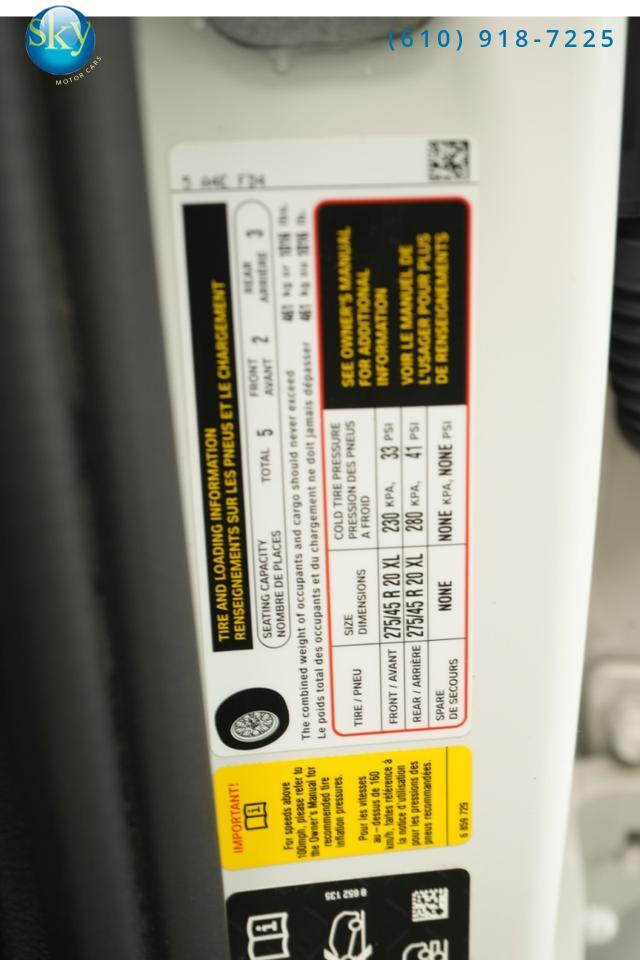 Sky
MOTOR CARS
(610) 918-7225
TIRE AND LOADING INFORMATION
RENSEIGNEMENTS SUR LES PNEUS ET LE CHARGEMENT
SEATING CAPACITY
NOMBRE DE PLACES
TOTAL 5
FRONT
AVANT 2
REAR
ARRIÈRE 3
The combined weight of occupants and cargo should never exceed 461 kg or 1016 lbs.
Le poids total des occupants et du chargement ne doit jamais dépasser 461 kg ou 1016 lb.
TIRE / PNEU
SIZE
DIMENSIONS
COLD TIRE PRESSURE
PRESSION DES PNEUS
A FROID
FRONT / AVANT 275/45 R 20 XL 230 KPA, 33 PSI
REAR / ARRIÈRE 275/45 R 20 XL 280 KPA, 41 PSI
SPARE
DE SECOURS
NONE NONE KPA, NONE PSI
SEE OWNER'S MANUAL
FOR ADDITIONAL
INFORMATION
VOIR LE MANUEL DE
L'USAGER POUR PLUS
DE RENSEIGNEMENTS
IMPORTANT!
For speeds above
100mph, please refer to
the Owner's Manual for
recommended tire
inflation pressures.
Pour les vitesses
au-dessus de 160
km/h, faites référence à
la notice d'utilisation
pour les pressions des
pneus recommandées.
6 859 729
8 652 135